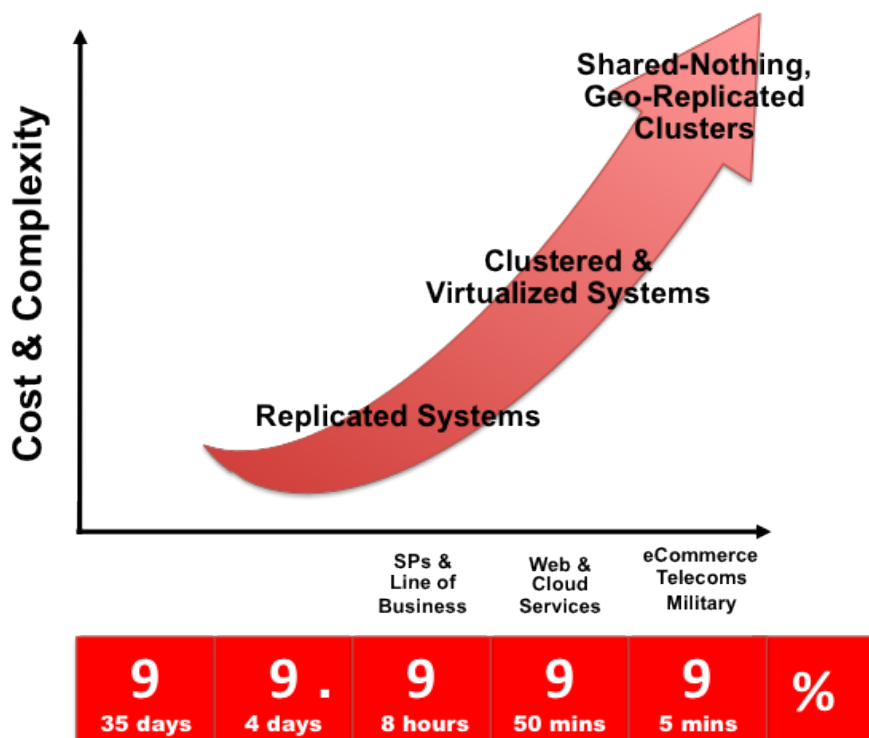 Cost & Complexity
Shared-Nothing,
Geo-Replicated
Clusters
Clustered &
Virtualized Systems
Replicated Systems
SPs &
Line of
Business
Web &
Cloud
Services
eCommerce
Telecoms
Military
9 9. 9 9 9 %
35 days 4 days 8 hours 50 mins 5 mins